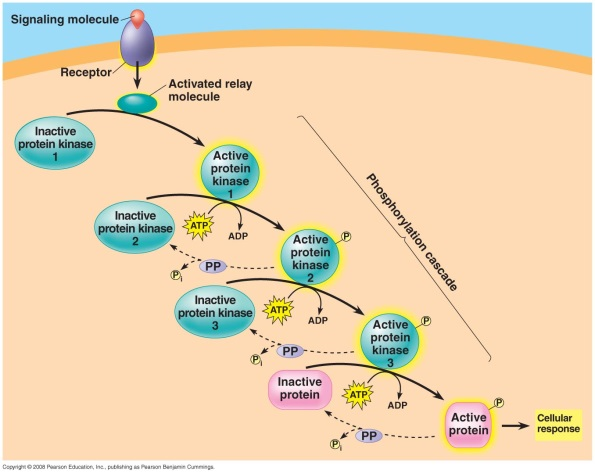 Signaling molecule
Receptor
Activated relay
molecule
Inactive
protein kinase
1
Active
protein
kinase
1
Phosphorylation cascade
Inactive
protein kinase
2
ATP
ADP
Active
protein
kinase
2
P
PP
Pi
Inactive
protein kinase
3
ATP
ADP
Active
protein
kinase
3
P
PP
Pi
Inactive
protein
ATP
ADP
Active
protein
P
Cellular
response
PP
Pi
Copyright © 2008 Pearson Education, Inc., publishing as Pearson Benjamin Cummings.